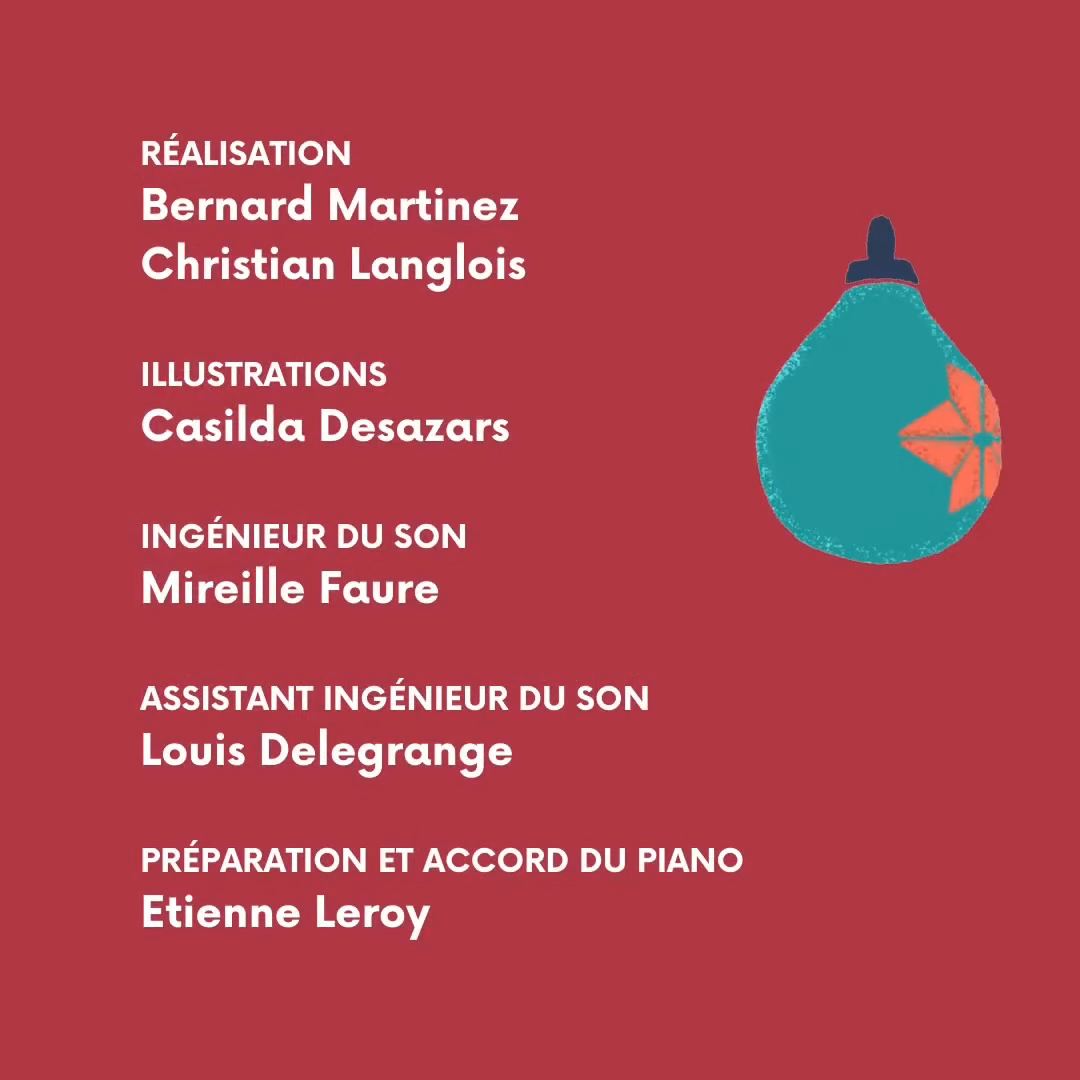 RÉALISATION
Bernard Martinez
Christian Langlois
ILLUSTRATIONS
Casilda Desazars
INGÉNIEUR DU SON
Mireille Faure
ASSISTANT INGÉNIEUR DU SON
Louis Delegrange
PRÉPARATION ET ACCORD DU PIANO
Etienne Leroy